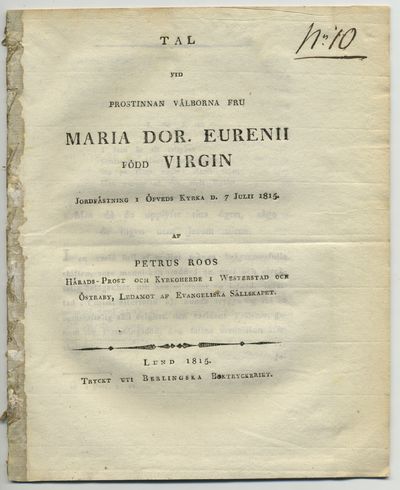 N:º 10
TAL
VID
PROSTINNAN VÄLBORNA FRU
MARIA DOR. EURENII
FÖDD VIRGIN
JORDFÄSTNING I ÖFVEDS KYRKA D. 7 JULII 1815.
AF
PETRUS ROOS
HÄRADS-PROST OCH KYRKOHERDE I WESTERSTAD OCH
ÖSTRABY, LEDAMOT AF EVANGELISKA SÄLLSKAPET.
LUND 1815.
TRYCKT UTI BERLINGSKA BOKTRYCKERIET.